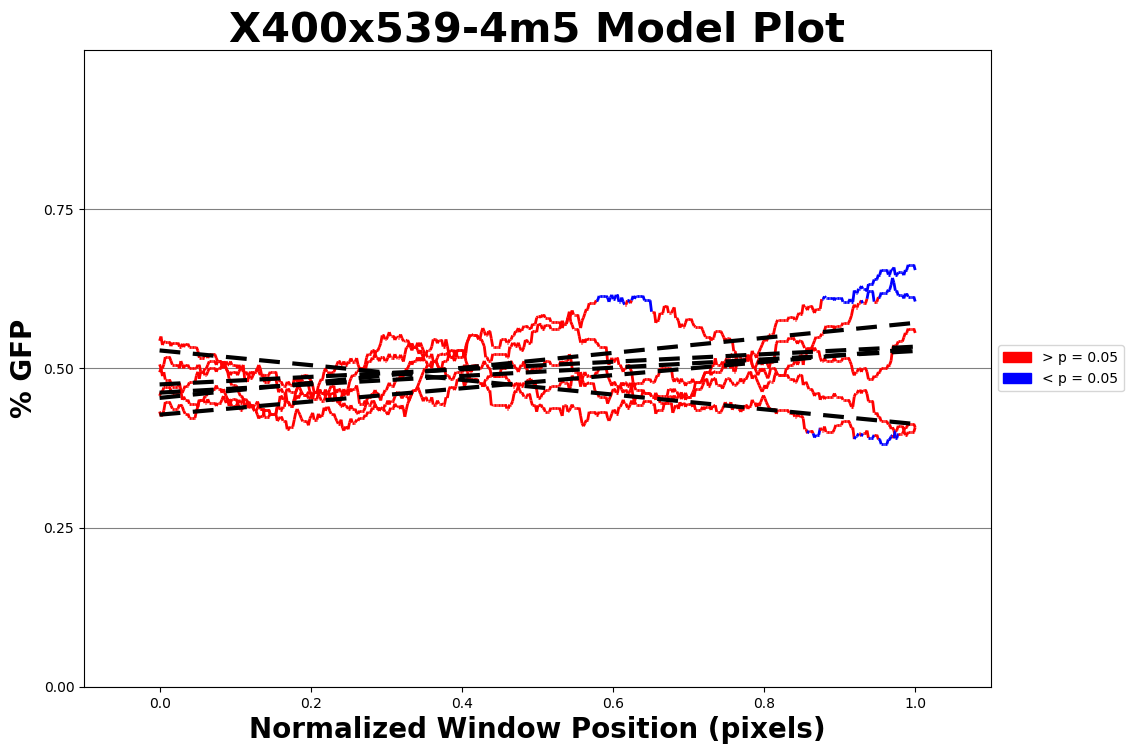 X400x539-4m5 Model Plot
% GFP
0.75
0.50
0.25
0.00
0.0 0.2 0.4 0.6 0.8 1.0
Normalized Window Position (pixels)
> p = 0.05
< p = 0.05